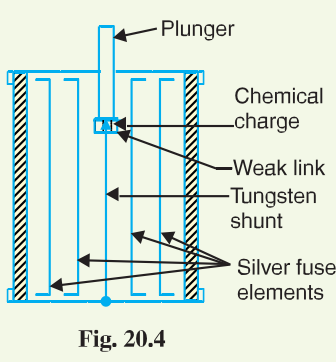 Plunger
Chemical
charge
Weak link
Tungsten
shunt
Silver fuse
elements
Fig. 20.4